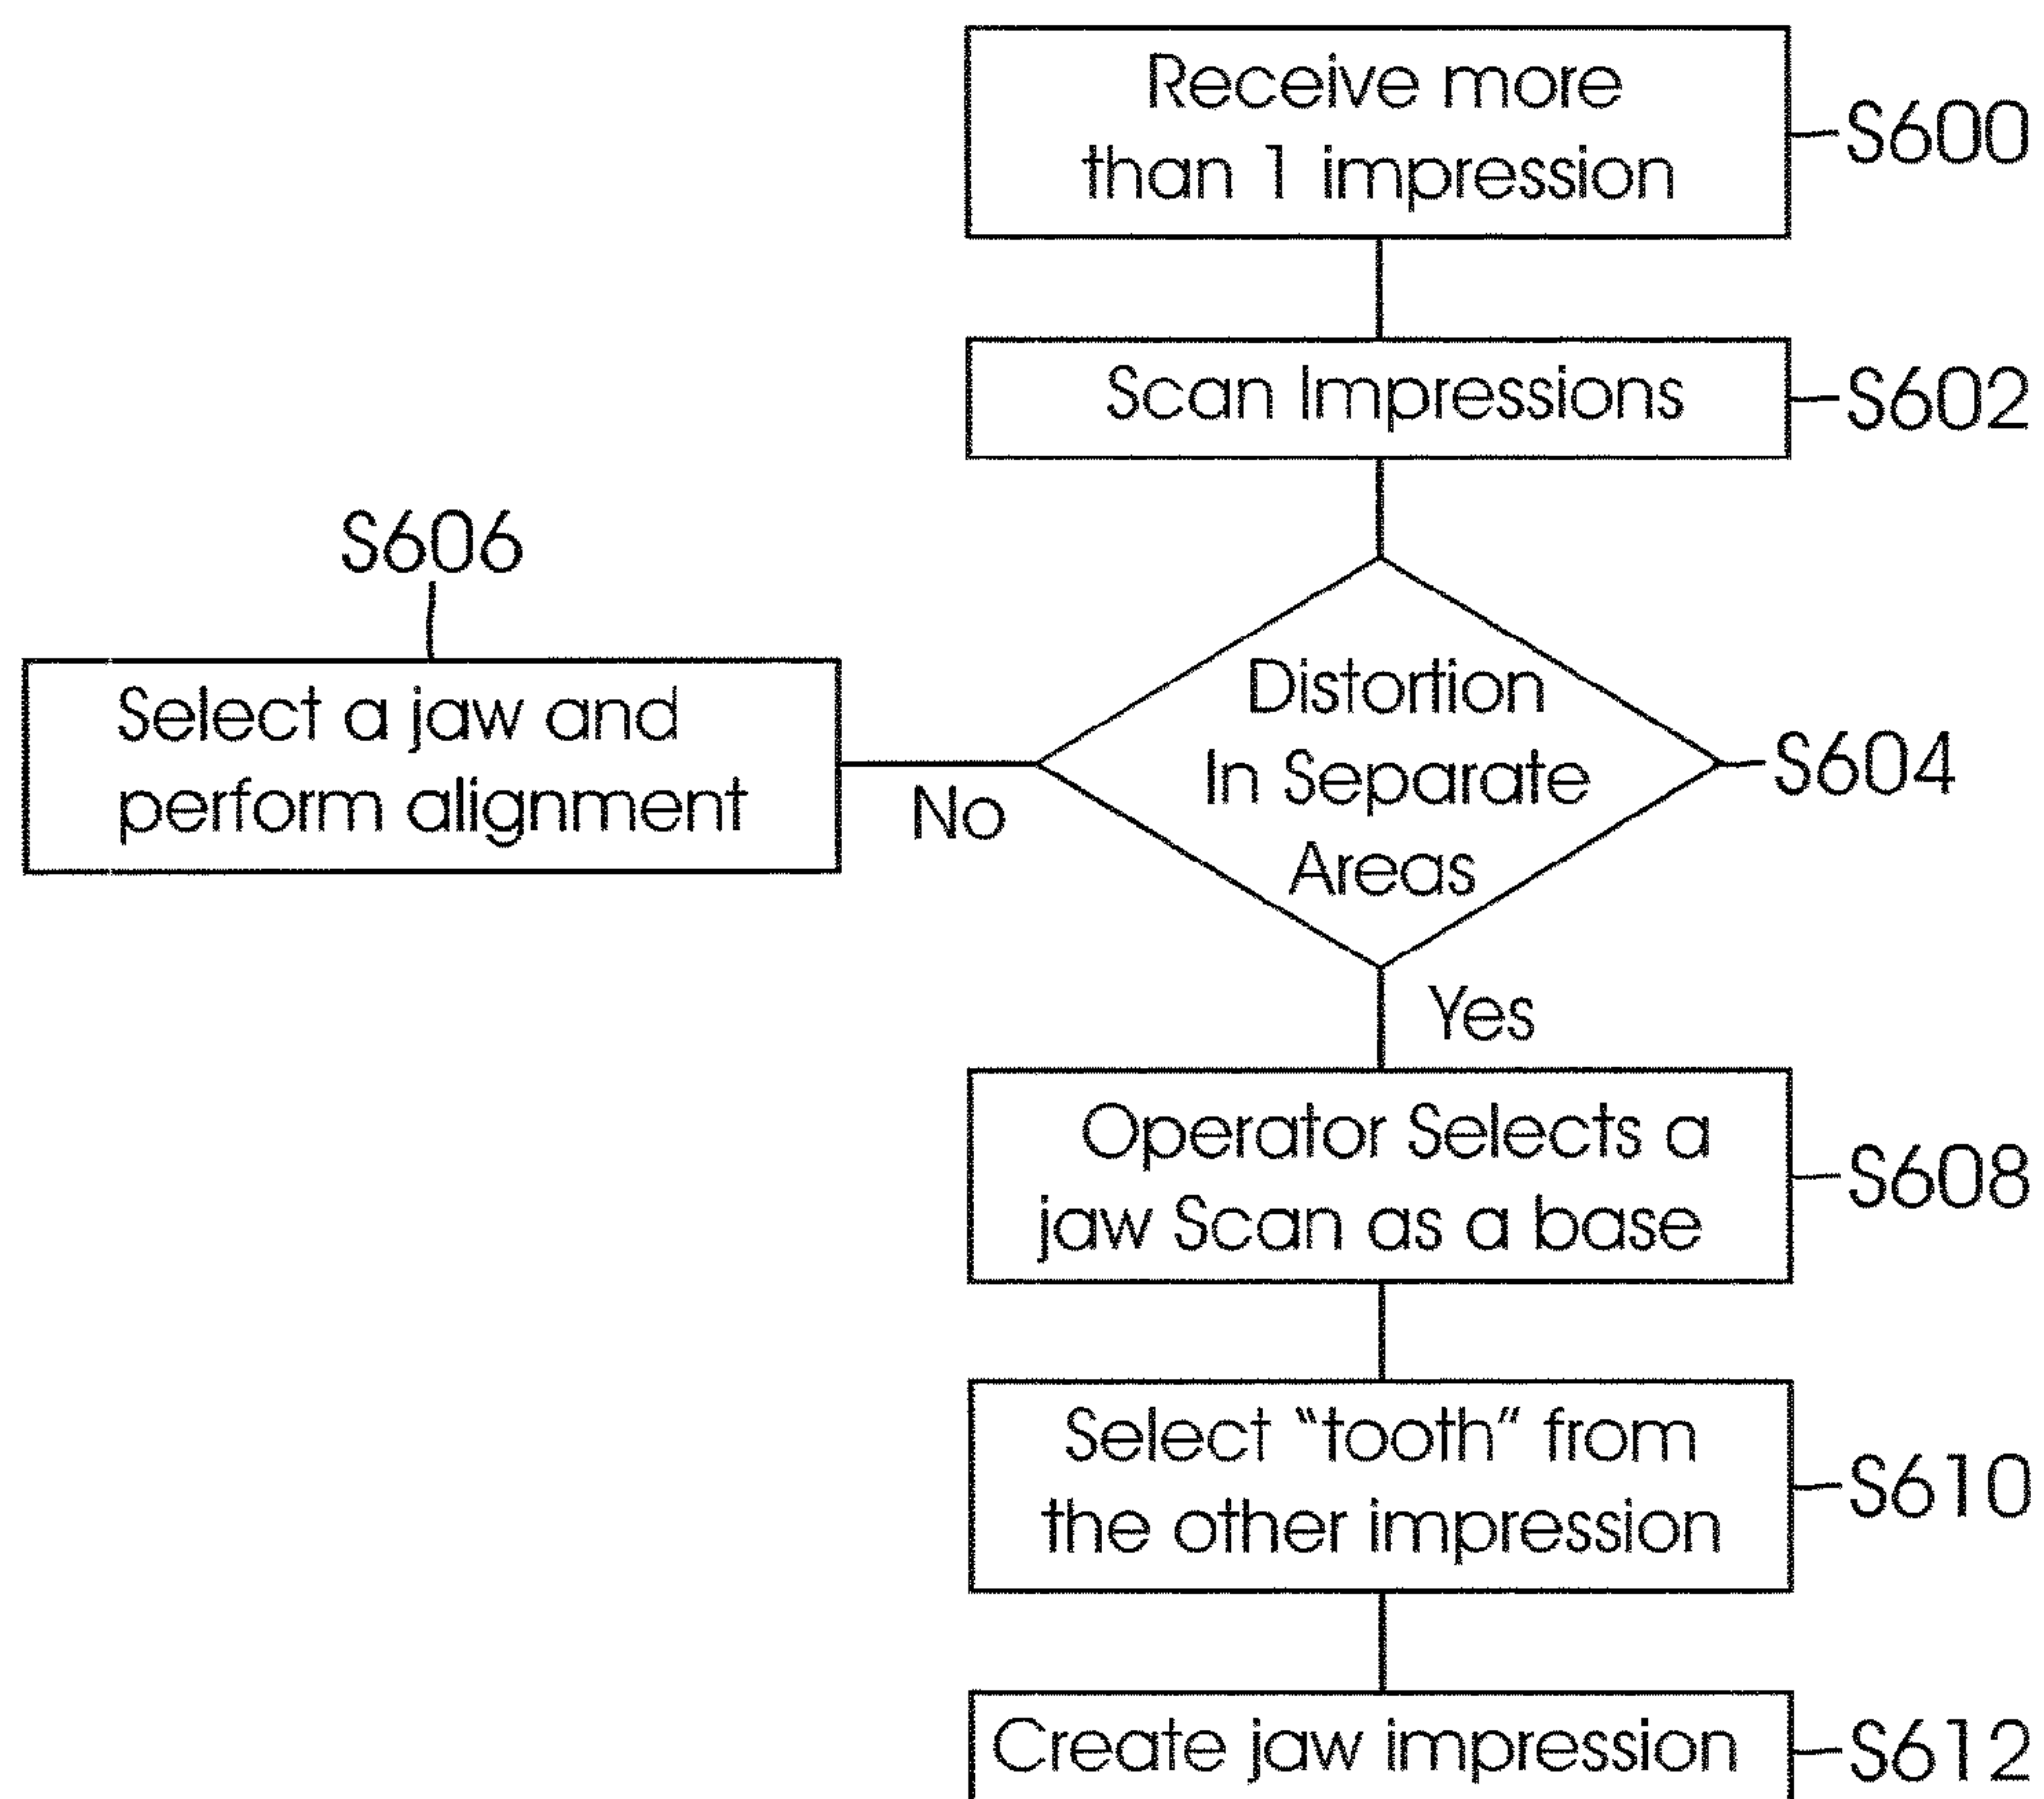 Receive more
than 1 impression
S600
Scan Impressions
S602
S606
Select a jaw and
perform alignment
No
Distortion
In Separate
Areas
S604
Yes
Operator Selects a
jaw Scan as a base
S608
Select “tooth” from
the other impression
S610
Create jaw impression
S612